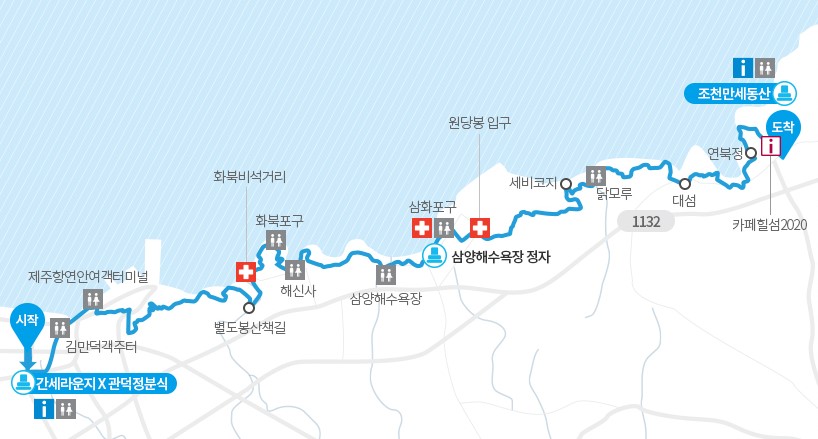 조천만세동산
도착
원당봉 입구
연북정
화북비석거리
세비코지
닭모루
대섬
삼화포구
화북포구
1132
카페힐섬2020
삼양해수욕장 정자
제주항연안여객터미널
해신사
삼양해수욕장
시작
별도봉산책길
김만덕객주터
간세라운지 X 관덕정분식